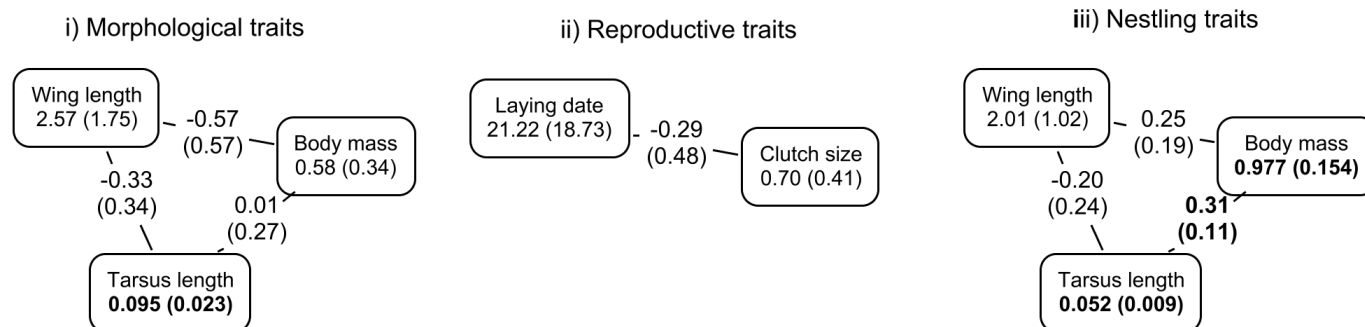 i) Morphological traits
Wing length
2.57 (1.75)
-0.57
(0.57)
Body mass
0.58 (0.34)
-0.33
(0.34)
0.01
(0.27)
Tarsus length
0.095 (0.023)
ii) Reproductive traits
Laying date
21.22 (18.73)
-0.29
(0.48)
Clutch size
0.70 (0.41)
iii) Nestling traits
Wing length
2.01 (1.02)
0.25
(0.19)
Body mass
0.977 (0.154)
-0.20
(0.24)
0.31
(0.11)
Tarsus length
0.052 (0.009)